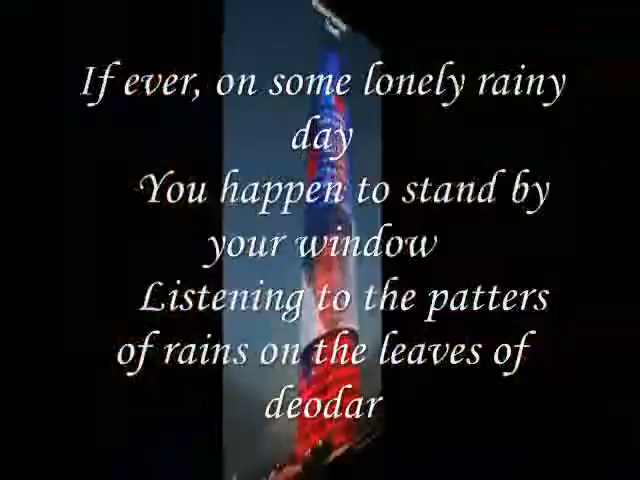 If ever, on some lonely rainy
day
You happen to stand by
your window
Listening to the patters
of rains on the leaves of
deodar